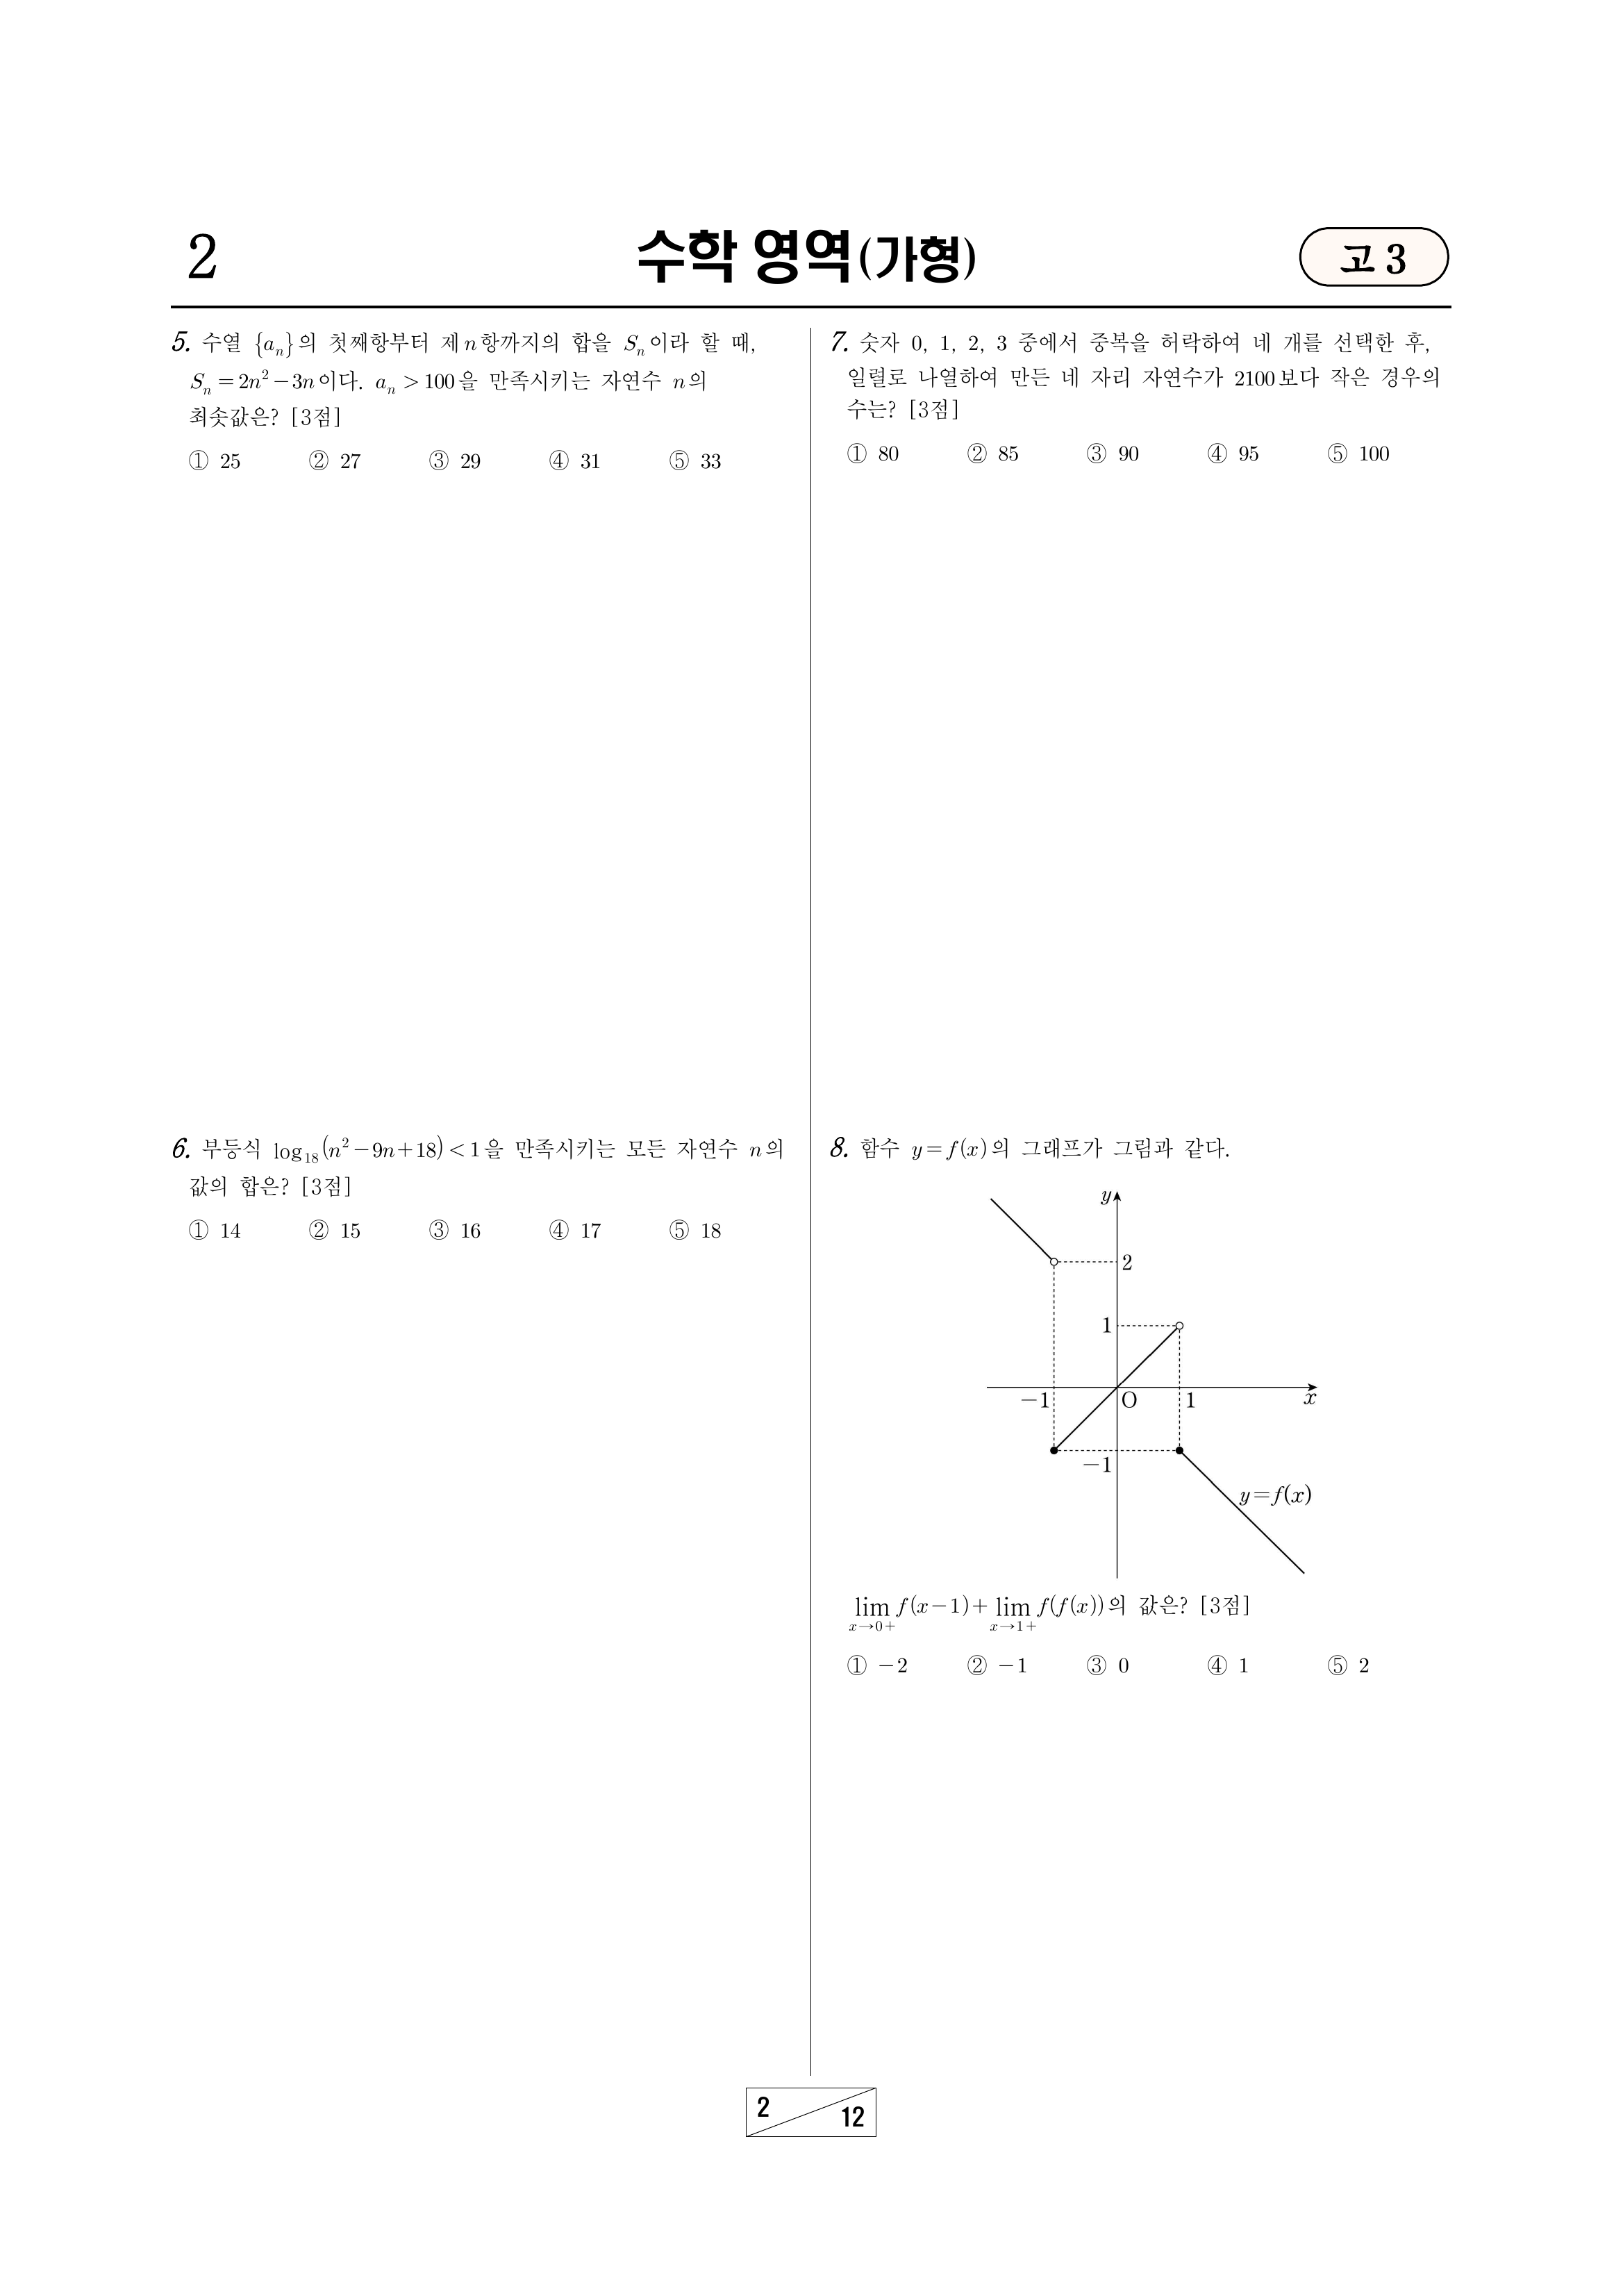 2
수학 영역(가형)
고 3
5. 수열 {aₙ}의 첫째항부터 제n항까지의 합을 Sₙ이라 할 때,
Sₙ = 2n² − 3n이다. aₙ > 100을 만족시키는 자연수 n의
최솟값은? [3점]
① 25 ② 27 ③ 29 ④ 31 ⑤ 33
6. 부등식 log₁₈(n² − 9n + 18) < 1을 만족시키는 모든 자연수 n의
값의 합은? [3점]
① 14 ② 15 ③ 16 ④ 17 ⑤ 18
7. 숫자 0, 1, 2, 3 중에서 중복을 허락하여 네 개를 선택한 후,
일렬로 나열하여 만든 네 자리 자연수가 2100보다 작은 경우의
수는? [3점]
① 80 ② 85 ③ 90 ④ 95 ⑤ 100
8. 함수 y = f(x)의 그래프가 그림과 같다.
y
2
1
−1 O 1 x
−1
y=f(x)
lim f(x−1) + lim f(f(x))의 값은? [3점]
x→0+ x→1+
① −2 ② −1 ③ 0 ④ 1 ⑤ 2
2
12